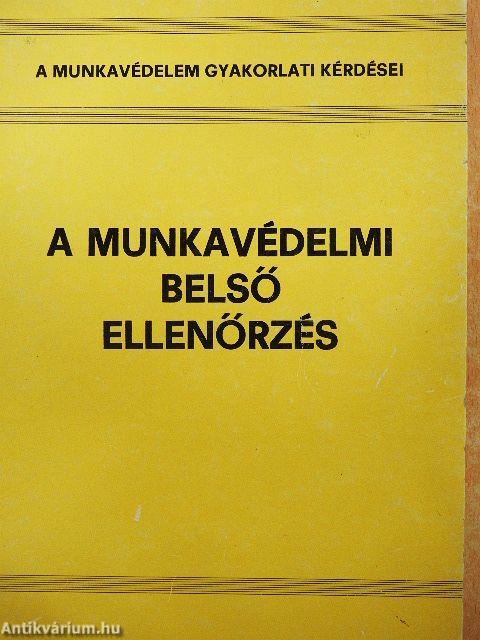 A MUNKAVÉDELEM GYAKORLATI KÉRDÉSEI
A MUNKAVÉDELMI
BELSŐ
ELLENŐRZÉS
Antikvárium.hu